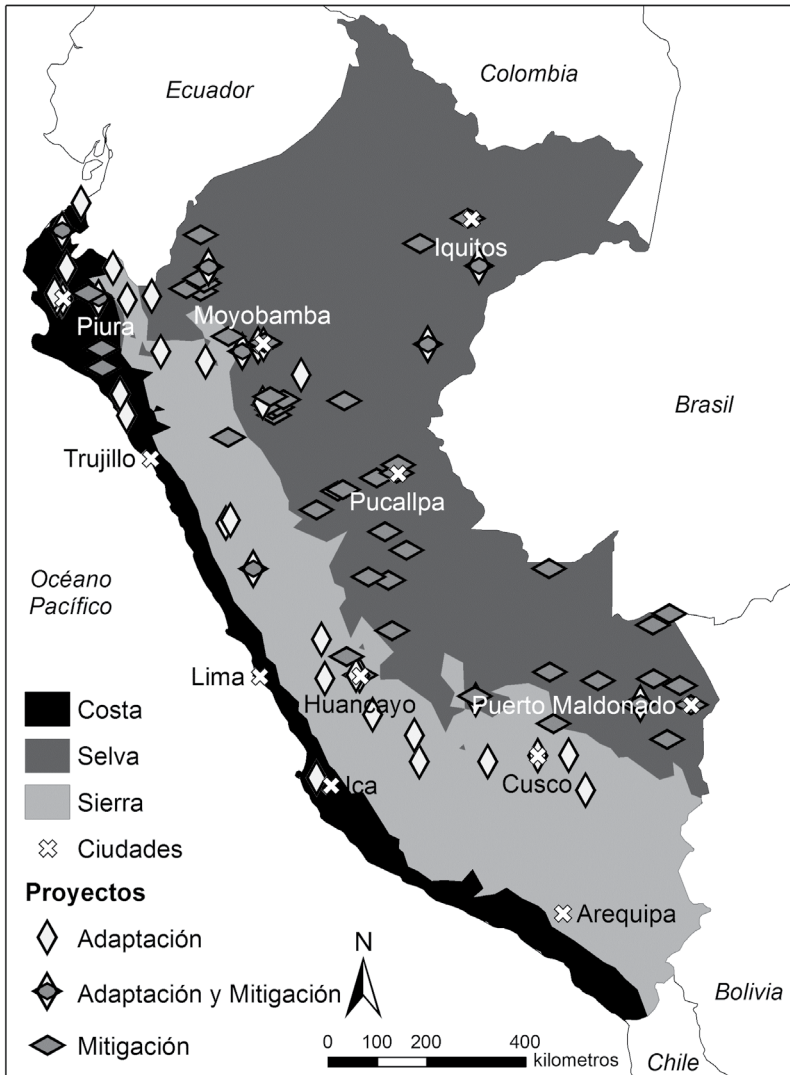 Ecuador
Colombia
Iquitos
Moyobamba
Piura
Brasil
Trujillo
Pucallpa
Océano
Pacífico
Lima
Huancayo
Puerto Maldonado
Costa
Selva
Ica
Cusco
Sierra
Ciudades
Proyectos
Arequipa
Adaptación
N
Adaptación y Mitigación
Bolivia
Mitigación
0 100 200 400
kilometros
Chile